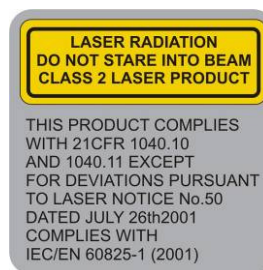 LASER RADIATION
DO NOT STARE INTO BEAM
CLASS 2 LASER PRODUCT
THIS PRODUCT COMPLIES
WITH 21CFR 1040.10
AND 1040.11 EXCEPT
FOR DEVIATIONS PURSUANT
TO LASER NOTICE No.50
DATED JULY 26th2001
COMPLIES WITH
IEC/EN 60825-1 (2001)